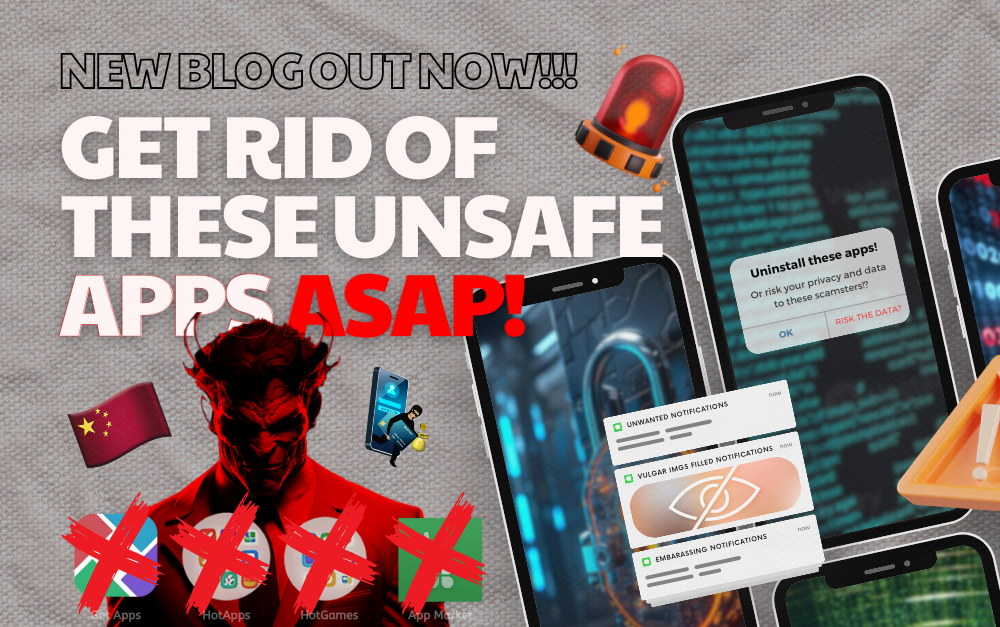 NEW BLOG OUT NOW!!!
GET RID OF
THESE UNSAFE
APPS ASAP!
Uninstall these apps!
Or risk your privacy and data
to these scamsters!?
OK
RISK THE DATA?
UNWANTED NOTIFICATIONS
now
VULGAR IMGS FILLED NOTIFICATIONS
now
EMBARASSING NOTIFICATIONS
now
Get Apps
HotApps
HotGames
App Market